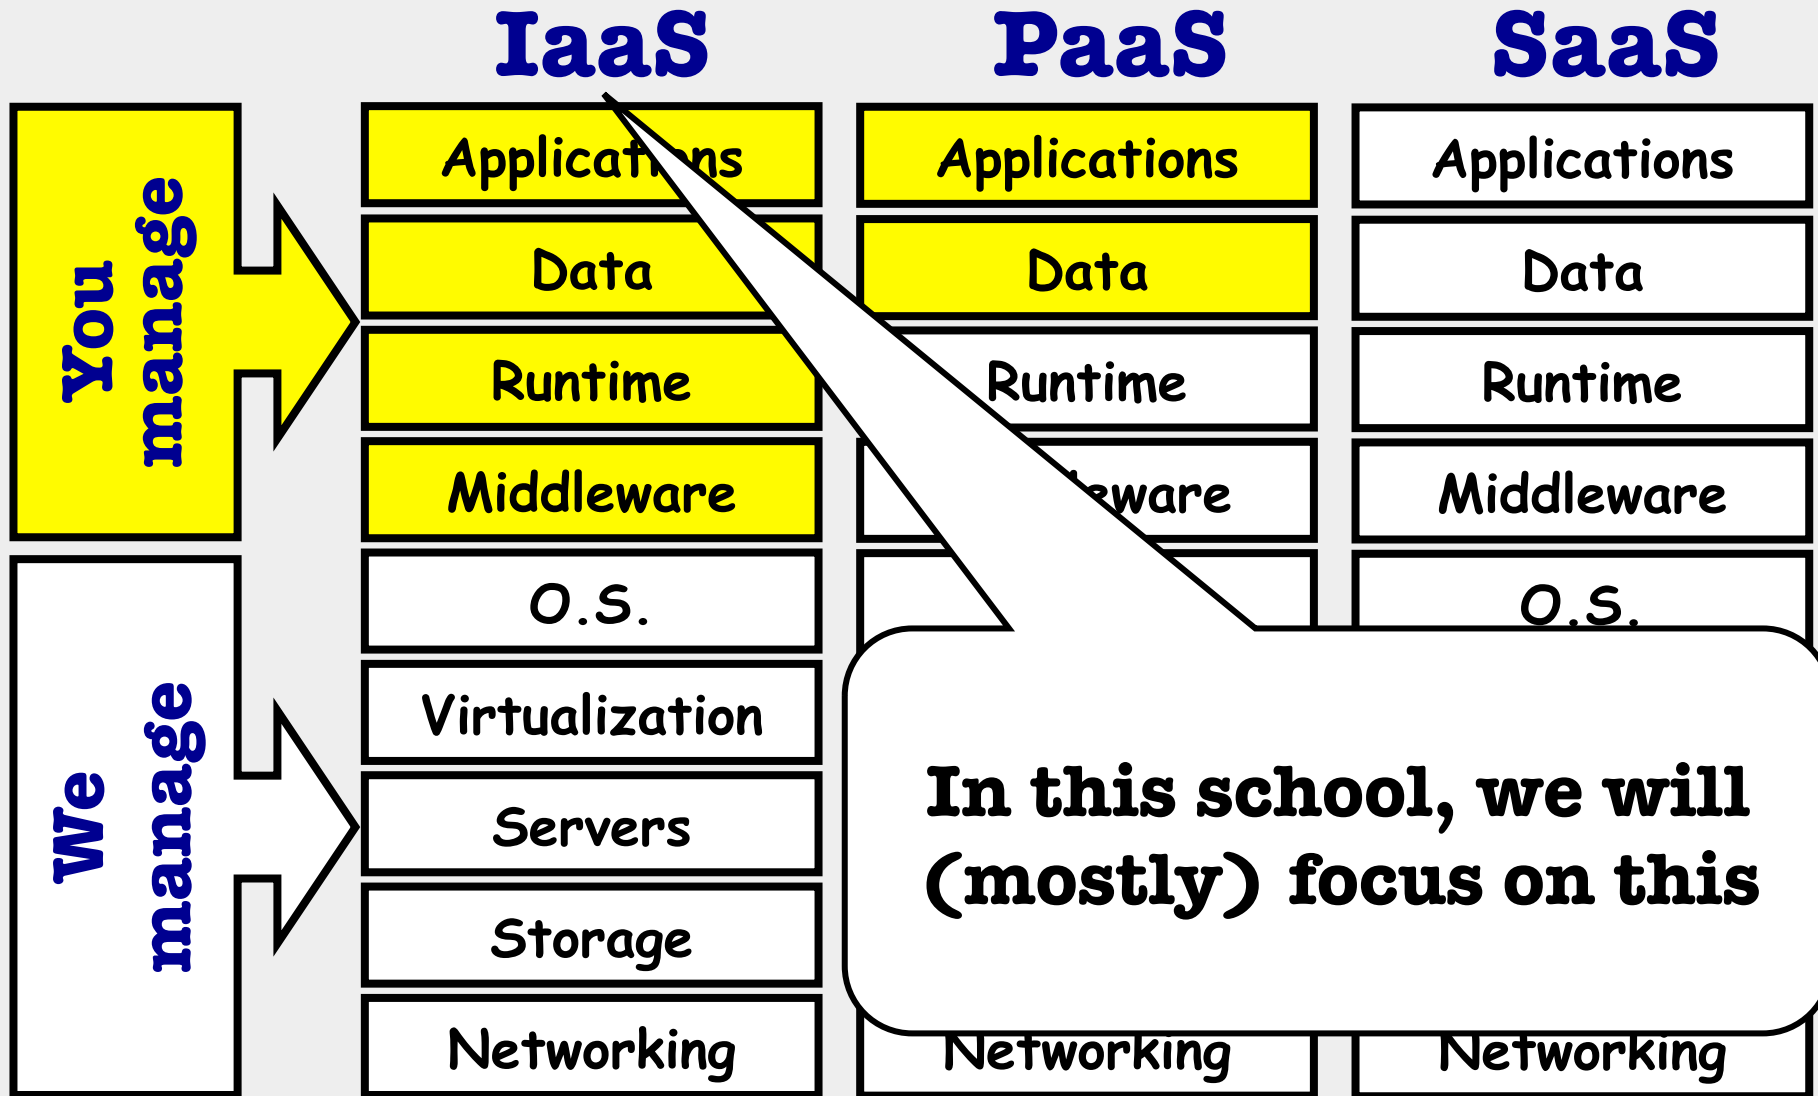 IaaS
PaaS
SaaS
You
manage
We
manage
Applications
Data
Runtime
Middleware
O.S.
Virtualization
Servers
Storage
Networking
Applications
Data
Runtime
Networking
Applications
Data
Runtime
Middleware
O.S.
Networking
In this school, we will
(mostly) focus on this